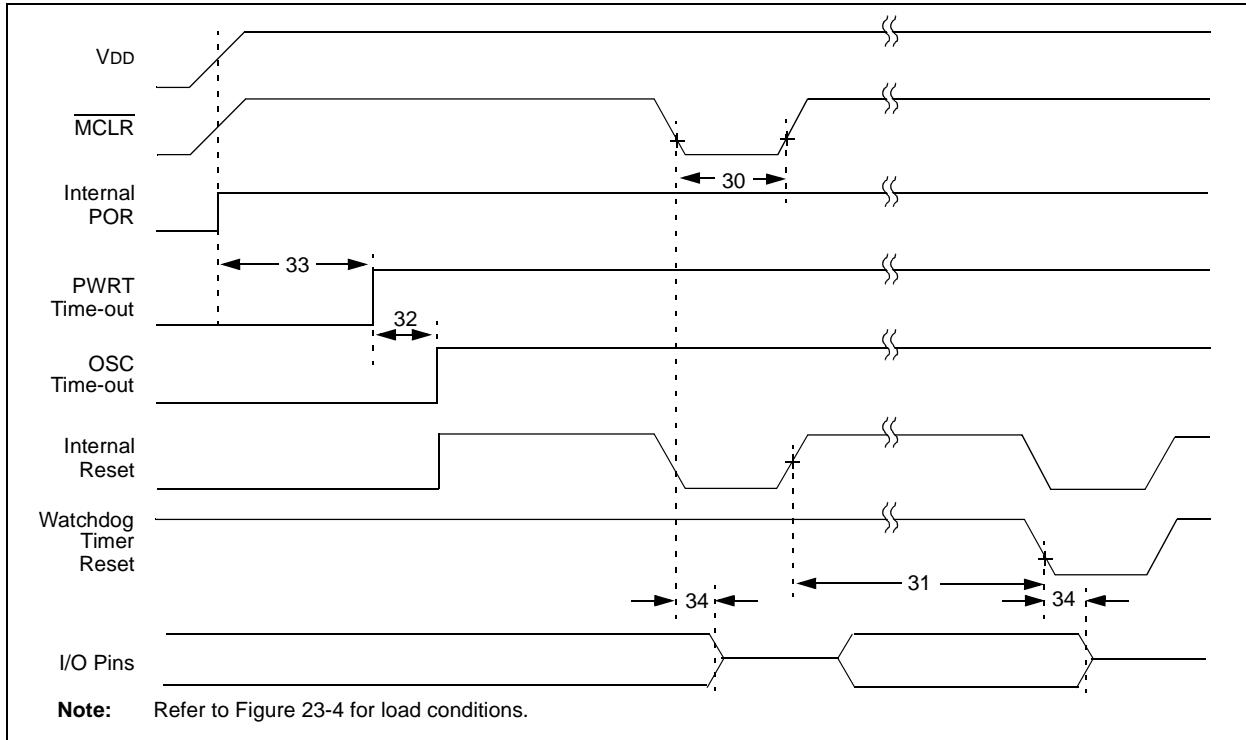 VDD
MCLR
30
Internal
POR
33
PWRT
Time-out
32
OSC
Time-out
Internal
Reset
Watchdog
Timer
Reset
31
34
34
I/O Pins
Note: Refer to Figure 23-4 for load conditions.